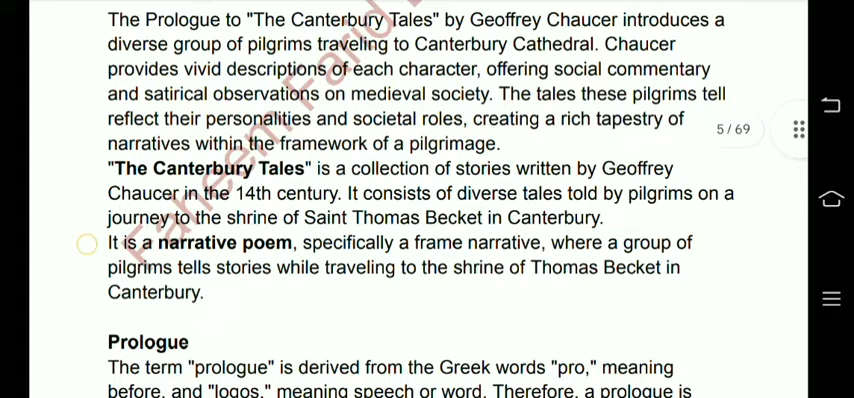 The Prologue to "The Canterbury Tales" by Geoffrey Chaucer introduces a
diverse group of pilgrims traveling to Canterbury Cathedral. Chaucer
provides vivid descriptions of each character, offering social commentary
and satirical observations on medieval society. The tales these pilgrims tell
reflect their personalities and societal roles, creating a rich tapestry of
narratives within the framework of a pilgrimage.
"The Canterbury Tales" is a collection of stories written by Geoffrey
Chaucer in the 14th century. It consists of diverse tales told by pilgrims on a
journey to the shrine of Saint Thomas Becket in Canterbury.
It is a narrative poem, specifically a frame narrative, where a group of
pilgrims tells stories while traveling to the shrine of Thomas Becket in
Canterbury.
Prologue
The term "prologue" is derived from the Greek words "pro," meaning
before, and "logos," meaning speech or word. Therefore, a prologue is
5 / 69
Faheem Farid